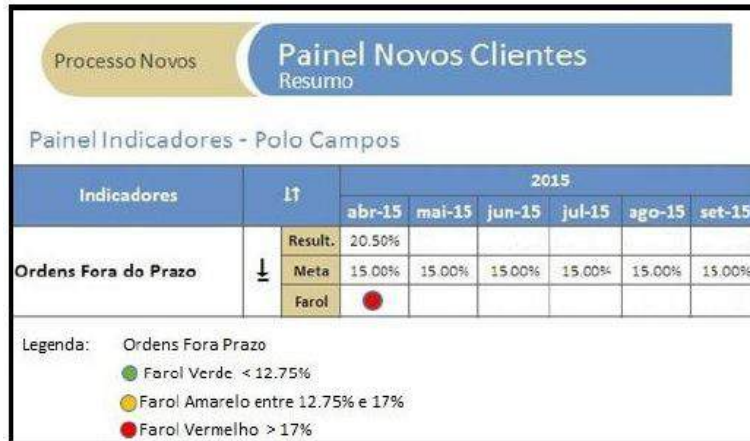 Processo Novos
Painel Novos Clientes
Resumo
Painel Indicadores - Polo Campos
Indicadores ↓↑ 2015
abr-15 mai-15 jun-15 jul-15 ago-15 set-15
Ordens Fora do Prazo
Result. 20.50%
Meta 15.00% 15.00% 15.00% 15.00% 15.00% 15.00%
Farol
Legenda: Ordens Fora Prazo
Farol Verde < 12.75%
Farol Amarelo entre 12.75% e 17%
Farol Vermelho > 17%